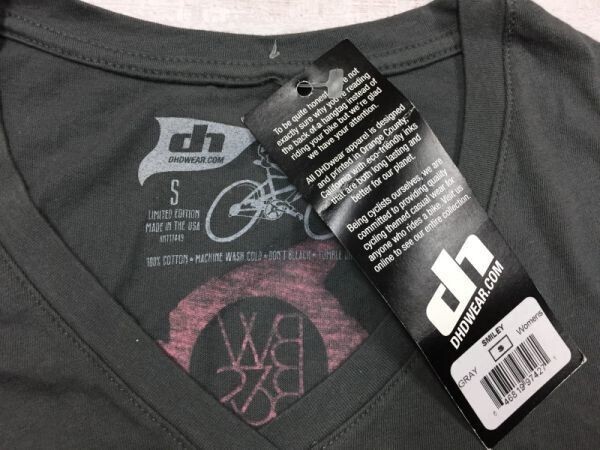 dh
DHDWEAR.COM
S
LIMITED EDITION
MADE IN THE USA
100% COTTON • MACHINE WASH COLD • DON'T BLEACH • TUMBLE
To be quite honest, we're not
exactly sure why you're reading
the back of a hangtag instead of
riding your bike but we're glad
we have your attention.
All DHDwear apparel is designed
and printed in Orange County,
California with eco-friendly inks
that are both long lasting and
better for our planet.
Being cyclists ourselves, we are
committed to providing quality
cycling themed casual wear for
anyone who rides a bike. Visit us
online to see our entire collection.
dh
DHDWEAR.COM
SMILEY
GRAY
S
Womens